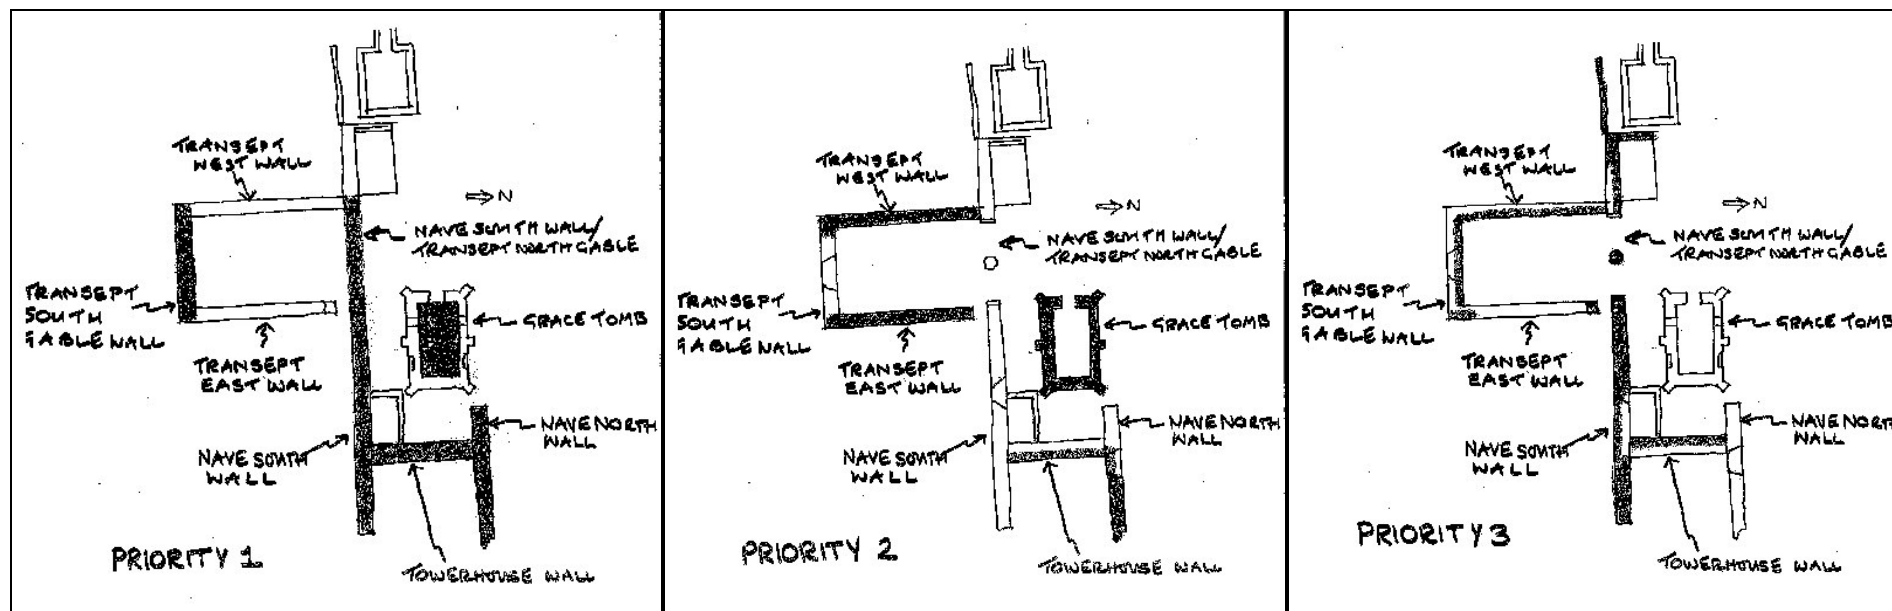 TRANSEPT
WEST WALL
N
NAVE SOUTH WALL/
TRANSEPT NORTH GABLE
TRANSEPT
SOUTH
GABLE WALL
GRACE TOMB
TRANSEPT
EAST WALL
NAVE NORTH
WALL
NAVE SOUTH
WALL
PRIORITY 1
TOWERHOUSE WALL
TRANSEPT
WEST WALL
N
NAVE SOUTH WALL/
TRANSEPT NORTH GABLE
TRANSEPT
SOUTH
GABLE WALL
GRACE TOMB
TRANSEPT
EAST WALL
NAVE NORTH
WALL
NAVE SOUTH
WALL
PRIORITY 2
TOWERHOUSE WALL
TRANSEPT
WEST WALL
N
NAVE SOUTH WALL/
TRANSEPT NORTH GABLE
TRANSEPT
SOUTH
GABLE WALL
GRACE TOMB
TRANSEPT
EAST WALL
NAVE NORTH
WALL
NAVE SOUTH
WALL
PRIORITY 3
TOWERHOUSE WALL